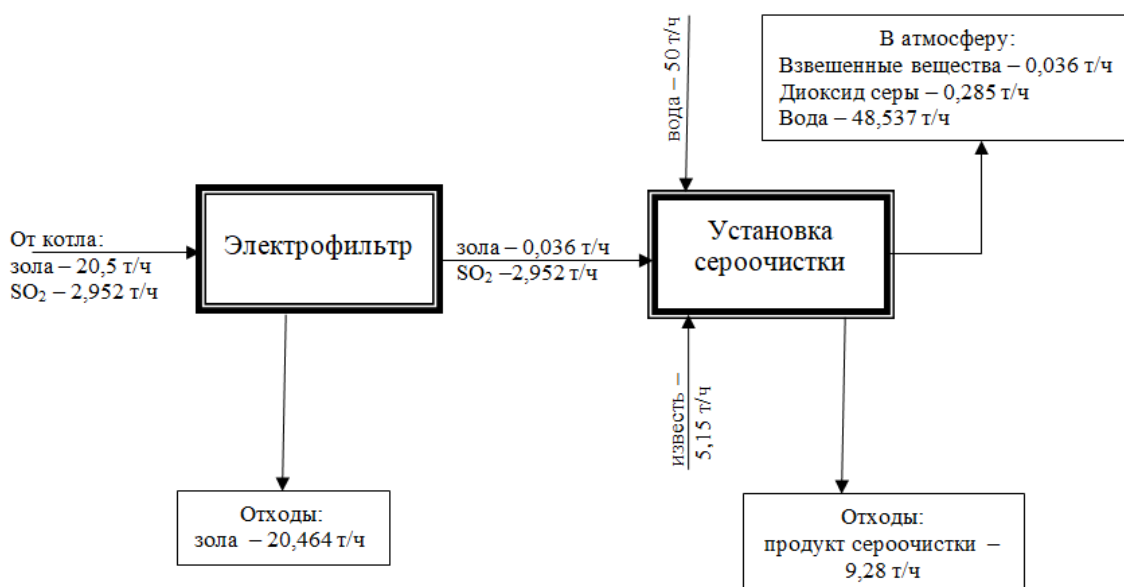 От котла:
зола – 20,5 т/ч
SO₂ – 2,952 т/ч
Электрофильтр
Отходы:
зола – 20,464 т/ч
зола – 0,036 т/ч
SO₂ –2,952 т/ч
вода – 50 т/ч
Установка
сероочистки
известь –
5,15 т/ч
В атмосферу:
Взвешенные вещества – 0,036 т/ч
Диоксид серы – 0,285 т/ч
Вода – 48,537 т/ч
Отходы:
продукт сероочистки –
9,28 т/ч